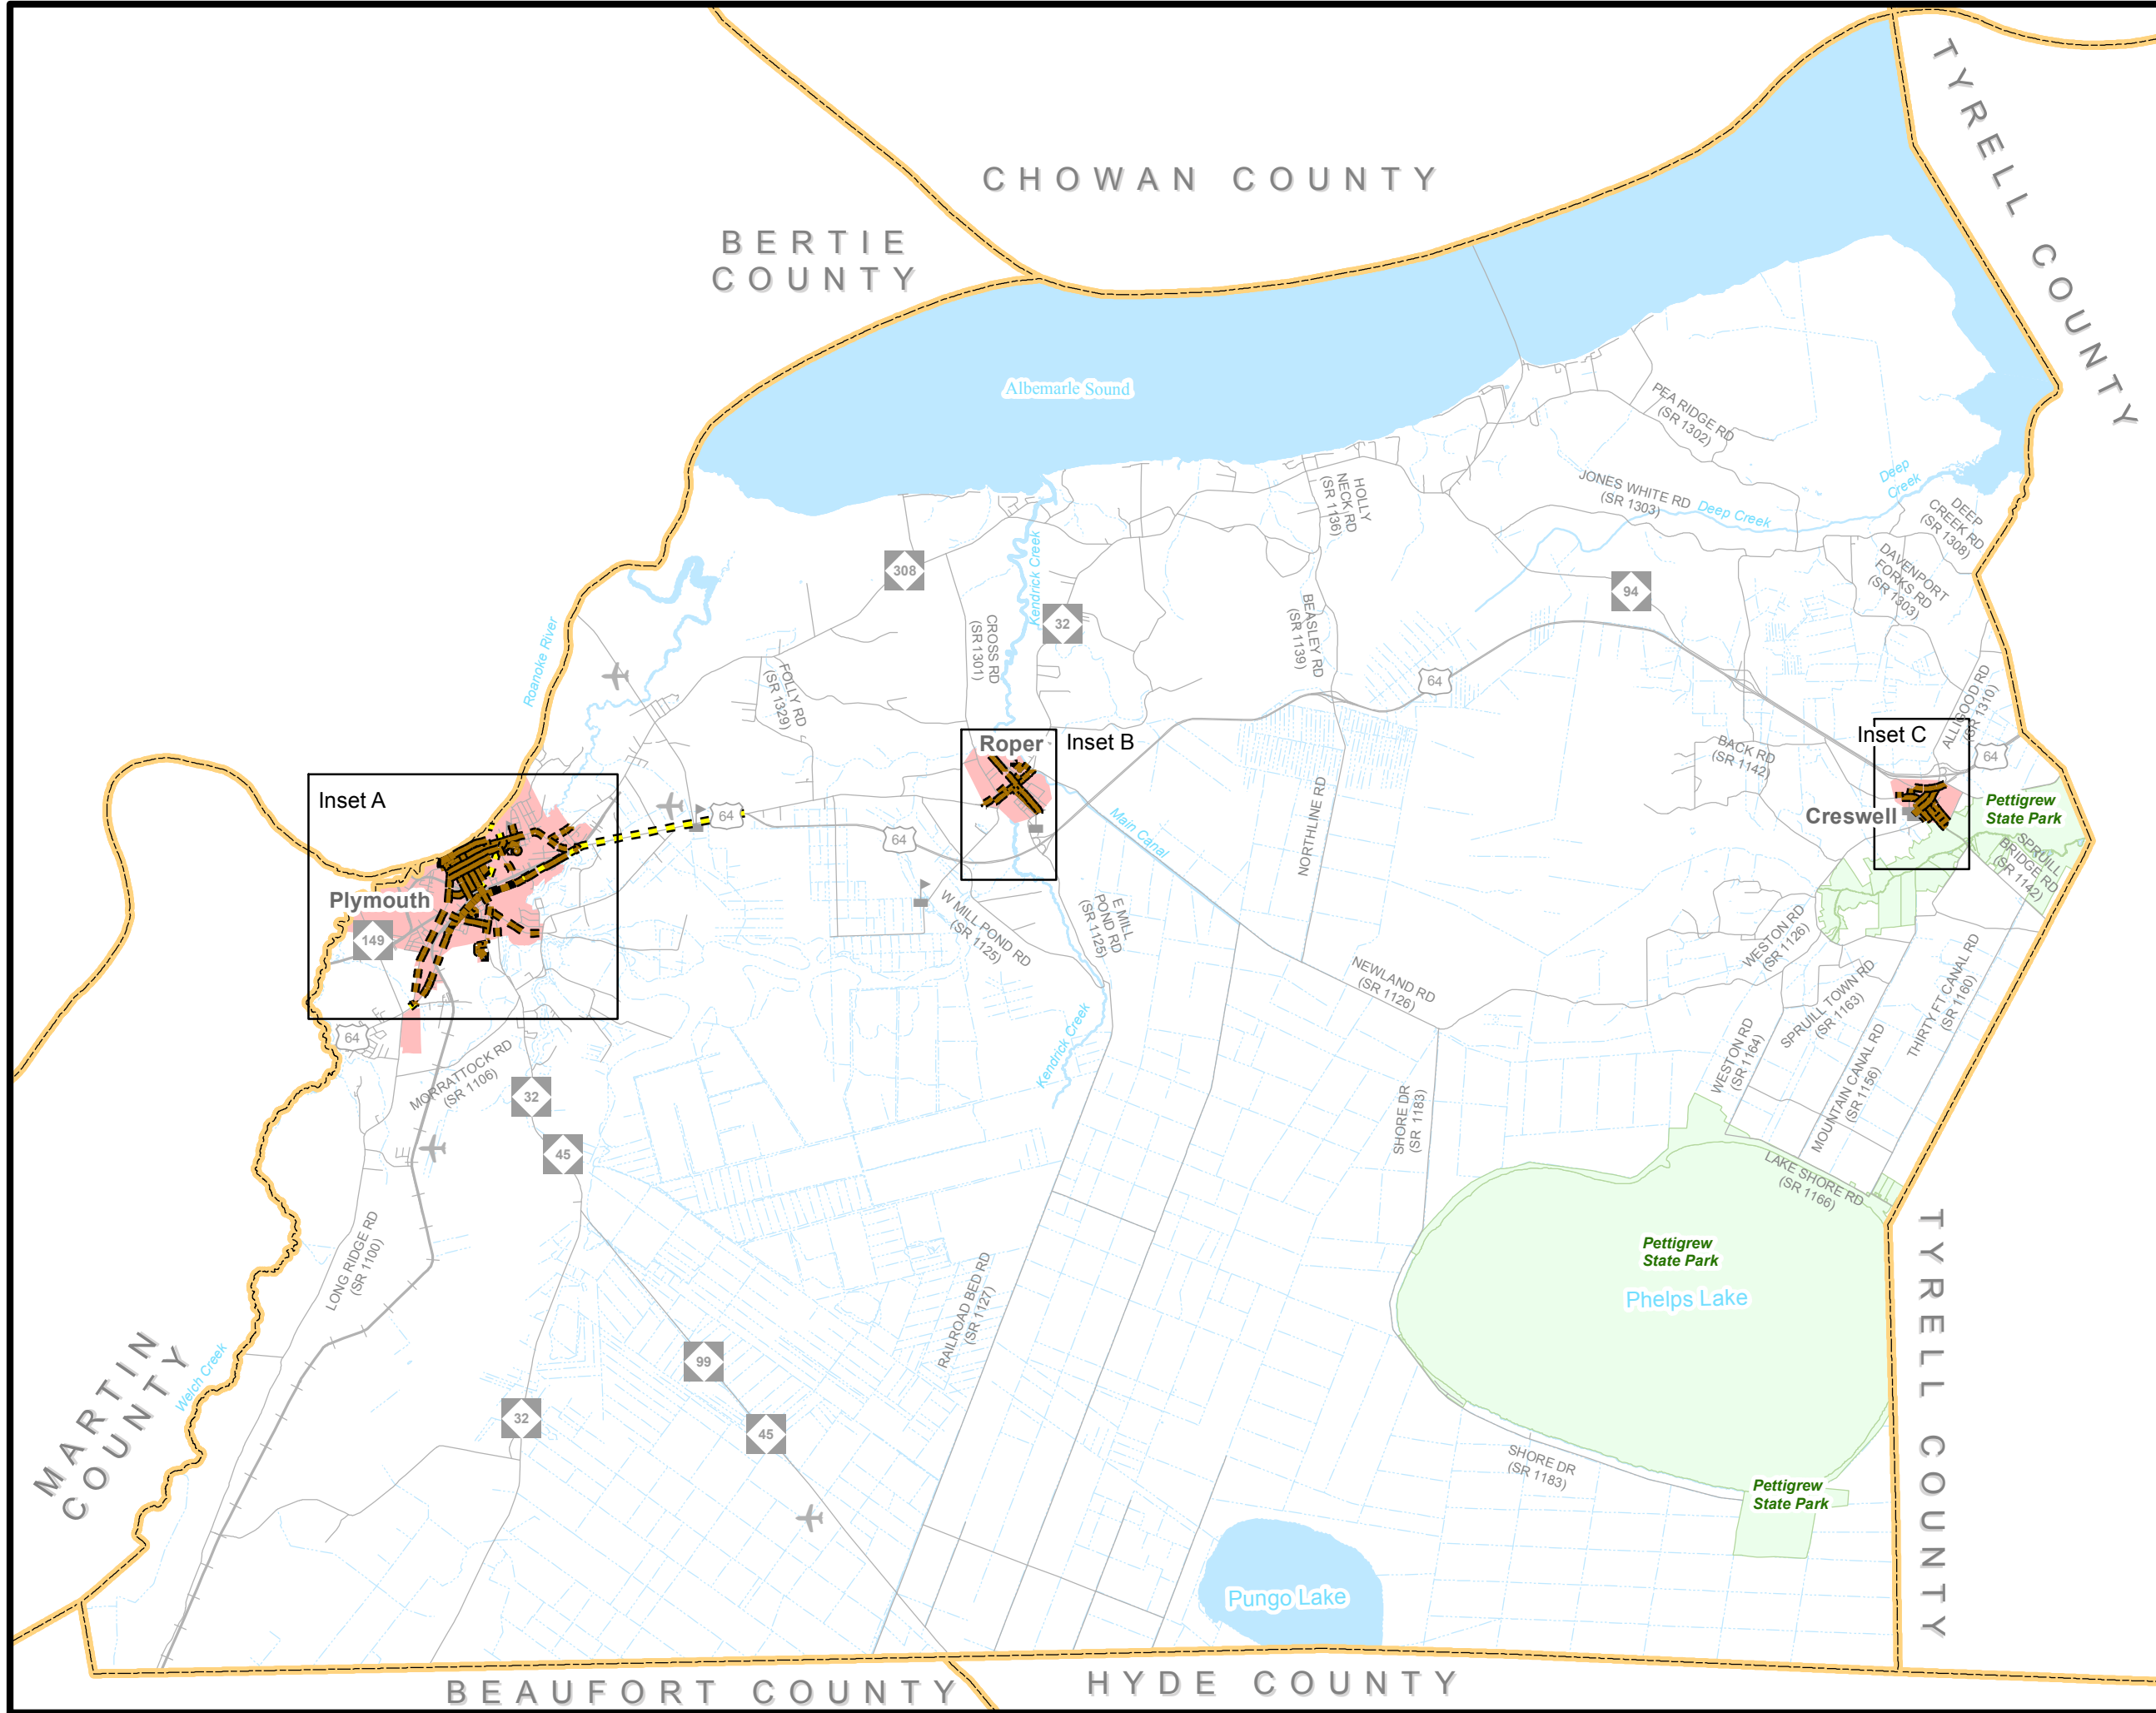 TYRELL COUNTY
CHOWAN COUNTY
BERTIE
COUNTY
Albemarle Sound
PEA RIDGE RD
(SR 1302)
JONES WHITE RD
(SR 1303)
Deep Creek
Deep
Creek
DEEP
CREEK RD
(SR 1308)
HOLLY
NECK RD
(SR 1136)
DAVENPORT
FORKS RD
(SR 1303)
308
Kendrick Creek
32
94
CROSS RD
(SR 1301)
BEASLEY RD
(SR 1139)
Roanoke River
FOLLY RD
(SR 1329)
64
ALLIGOOD RD
(SR 1310)
Inset B
Roper
Inset C
BACK RD
(SR 1142)
64
Inset A
64
64
Main Canal
NORTHLINE RD
Creswell
Pettigrew
State Park
SPRUILL
BRIDGE RD
(SR 1142)
Plymouth
149
W MILL POND RD
(SR 1125)
E MILL
POND RD
(SR 1125)
WESTON RD
(SR 1126)
NEWLAND RD
(SR 1126)
SPRUILL TOWN RD
(SR 1163)
THIRTY FT CANAL RD
(SR 1160)
64
MORRATTOCK RD
(SR 1106)
Kendrick Creek
WESTON RD
(SR 1164)
MOUNTAIN CANAL RD
(SR 1156)
32
45
SHORE DR
(SR 1183)
LAKE SHORE RD
(SR 1166)
LONG RIDGE RD
(SR 1100)
RAILROAD BED RD
(SR 1127)
Pettigrew
State Park
Phelps Lake
TYRELL COUNTY
MARTIN
COUNTY
Welch Creek
99
32
45
SHORE DR
(SR 1183)
Pettigrew
State Park
Pungo Lake
BEAUFORT COUNTY
HYDE COUNTY